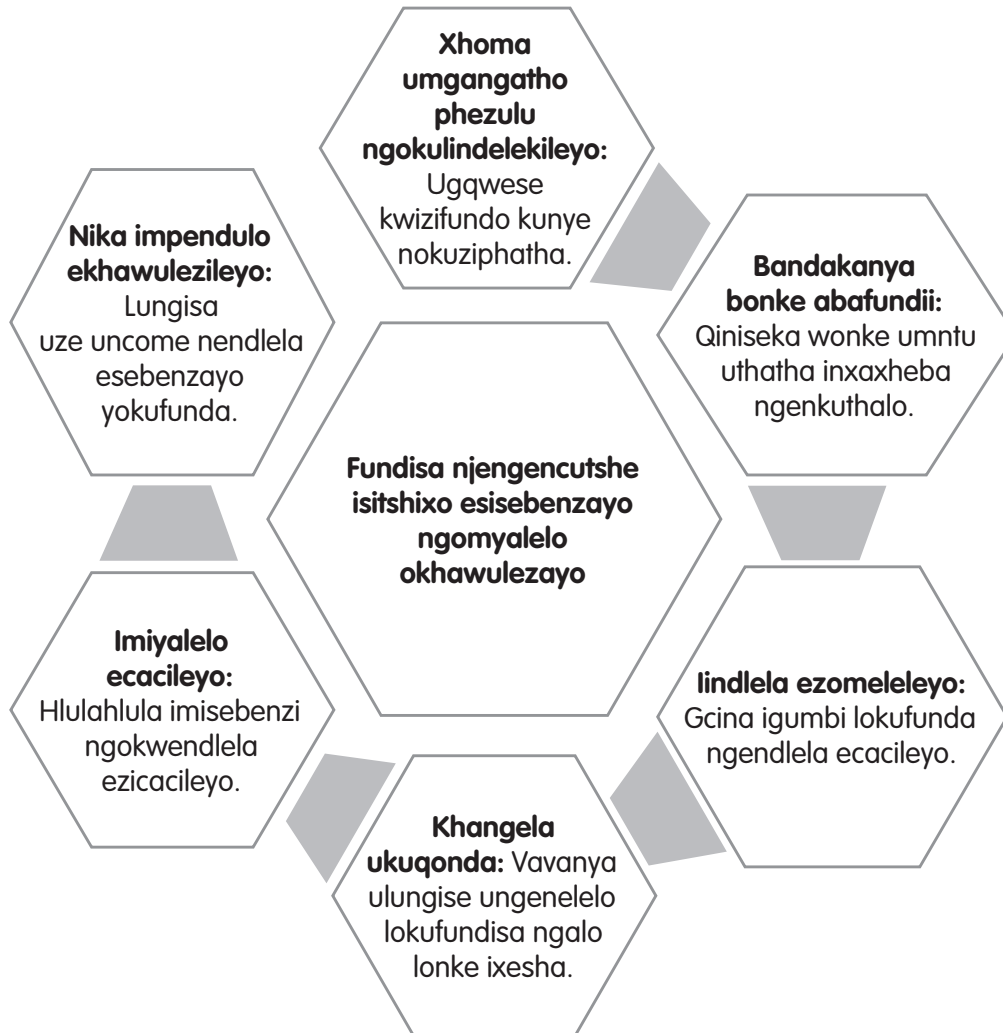 Xhoma
umgangatho
phezulu
ngokulindelekileyo:
Ugqwese
kwizifundo kunye
nokuziphatha.
Bandakanya
bonke abafundii:
Qiniseka wonke umntu
uthatha inxaxheba
ngenkuthalo.
Iindlela ezomeleleyo:
Gcina igumbi lokufunda
ngendlela ecacileyo.
Khangela
ukuqonda: Vavanya
ulungise ungenelelo
lokufundisa ngalo
lonke ixesha.
Imiyalelo
ecacileyo:
Hlulahlula imisebenzi
ngokwendlela
ezicacileyo.
Nika impendulo
ekhawulezileyo:
Lungisa
uze uncome nendlela
esebenzayo
yokufunda.
Fundisa njengencutshe
isitshixo esisebenzayo
ngomyalelo
okhawulezayo